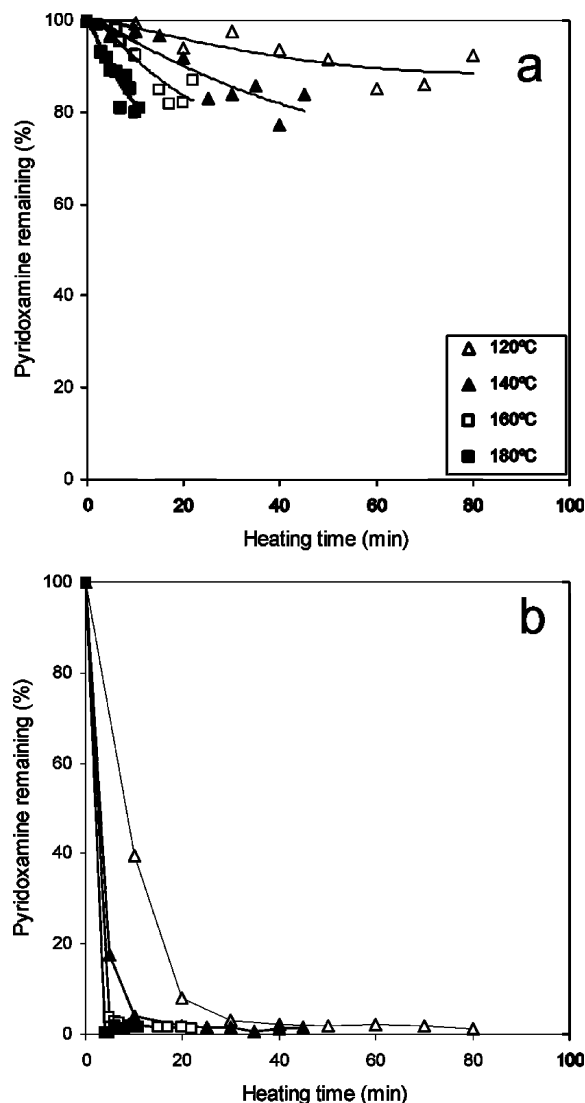 a
100
80
60
40
20
0
Pyridoxamine remaining (%)
120ºC
140ºC
160ºC
180ºC
0 20 40 60 80 100
Heating time (min)
b
100
80
60
40
20
0
Pyridoxamine remaining (%)
0 20 40 60 80 100
Heating time (min)